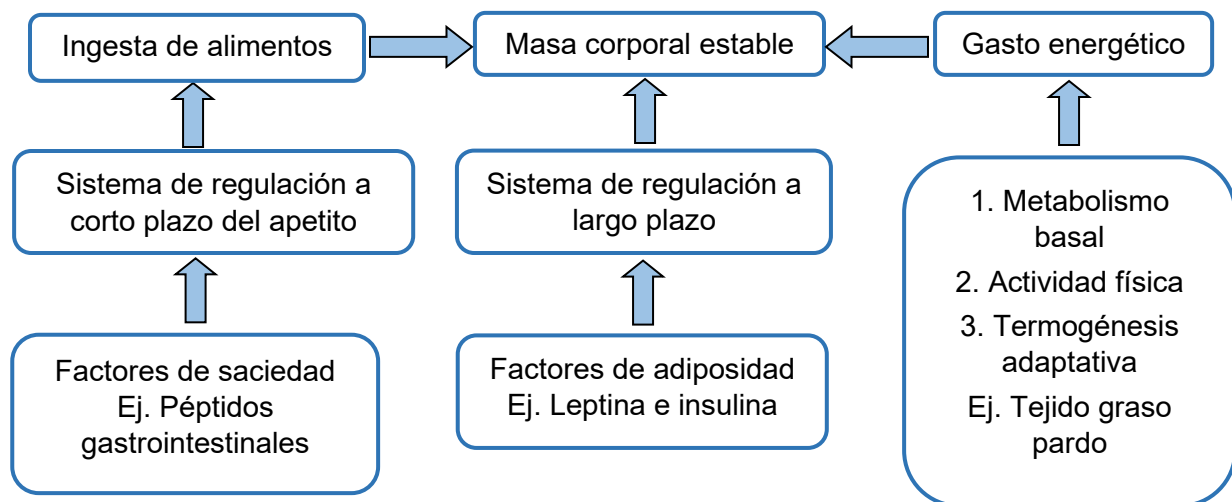 Ingesta de alimentos
Masa corporal estable
Gasto energético
Sistema de regulación a
corto plazo del apetito
Sistema de regulación a
largo plazo
1. Metabolismo
basal
2. Actividad física
3. Termogénesis
adaptativa
Ej. Tejido graso
pardo
Factores de saciedad
Ej. Péptidos
gastrointestinales
Factores de adiposidad
Ej. Leptina e insulina